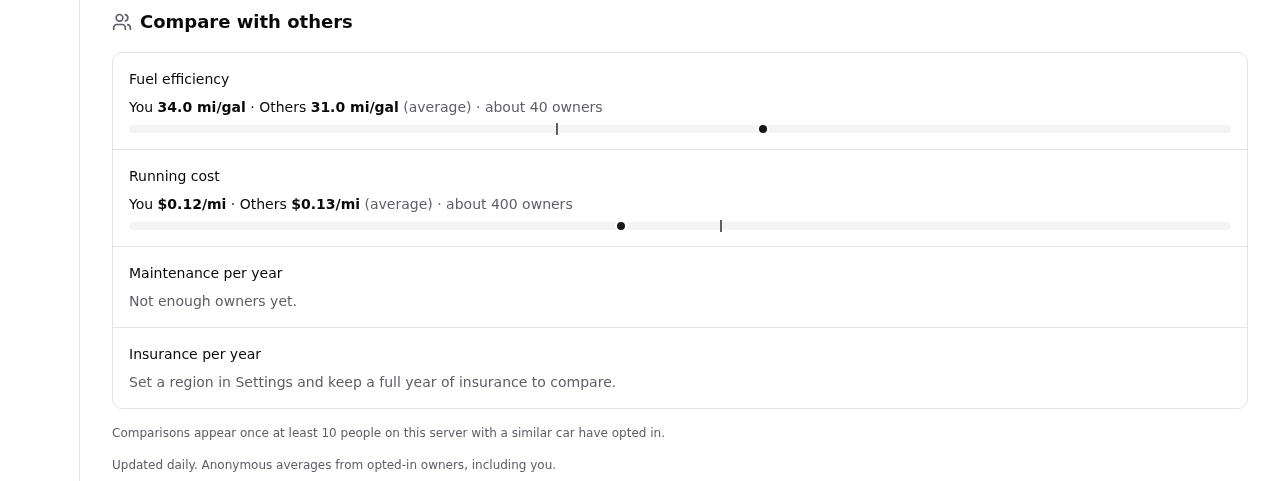 Compare with others
Fuel efficiency
You 34.0 mi/gal · Others 31.0 mi/gal (average) · about 40 owners
Running cost
You $0.12/mi · Others $0.13/mi (average) · about 400 owners
Maintenance per year
Not enough owners yet.
Insurance per year
Set a region in Settings and keep a full year of insurance to compare.
Comparisons appear once at least 10 people on this server with a similar car have opted in.
Updated daily. Anonymous averages from opted-in owners, including you.